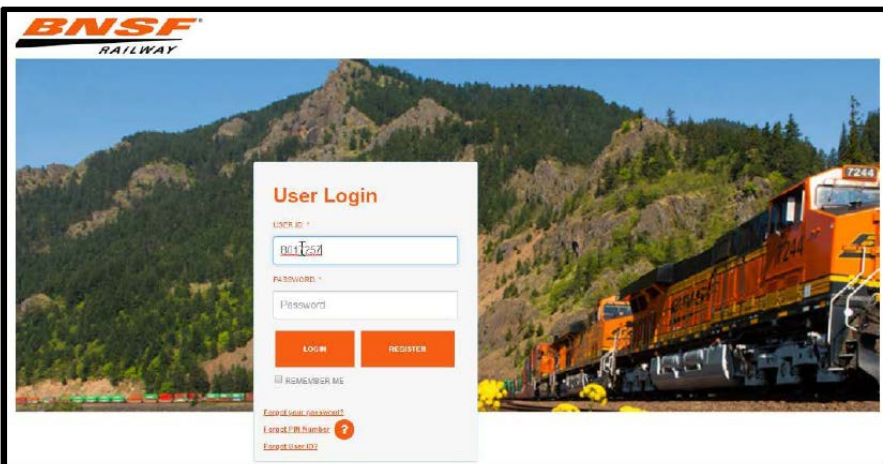 BNSF
RAILWAY
7244
User Login
USER ID *
7244
PASSWORD *
Password
LOGIN
REGISTER
REMEMBER ME
Forgot your password?
Forgot PIN Number ?
Forgot User ID?